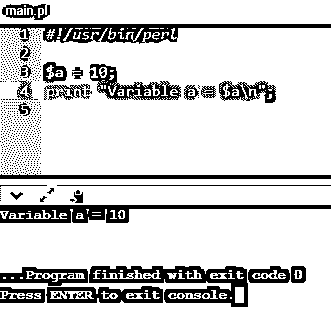 main.pl
1 #!/usr/bin/perl
2
3 $a = 10;
4 print "Variable a = $a\n";
5
Variable a = 10
...Program finished with exit code 0
Press ENTER to exit console.